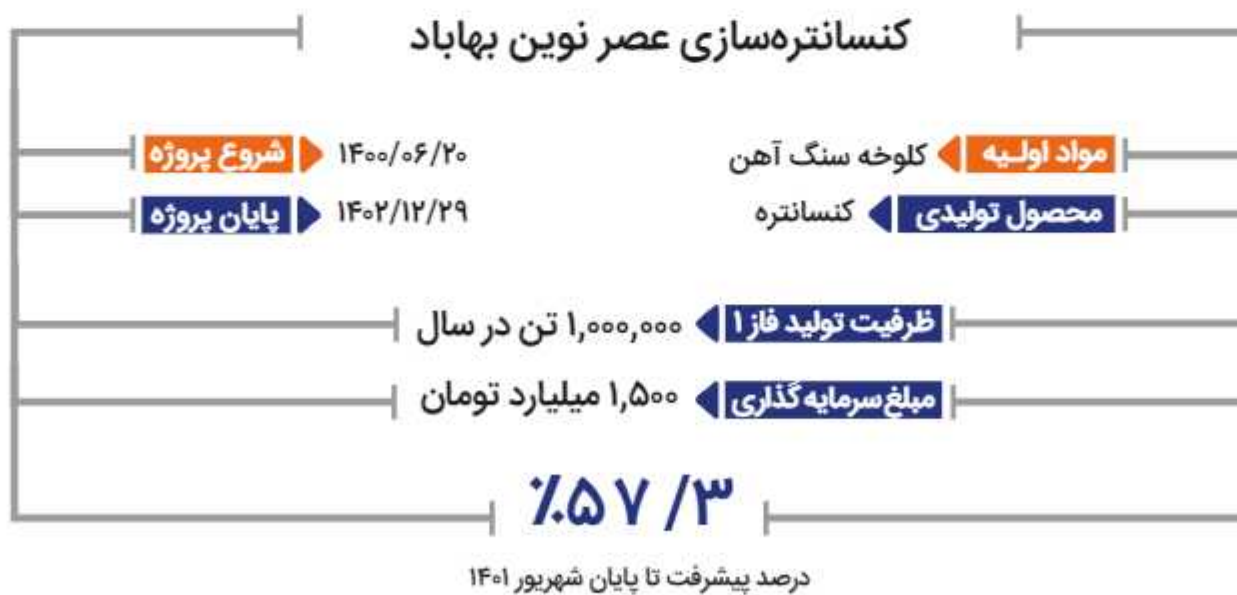 کنسانتره‌سازی عصر نوین بهاباد
مواد اولـیه کلوخه سنگ آهن
شروع پروژه ۱۴۰۰/۰۶/۲۰
محصول تولیدی کنسانتره
پایان پروژه ۱۴۰۲/۱۲/۲۹
ظرفیت تولید فاز ۱ ۱,۰۰۰,۰۰۰ تن در سال
مبلغ سرمایه گذاری ۱,۵۰۰ میلیارد تومان
٪۵۷/۳
درصد پیشرفت تا پایان شهریور ۱۴۰۱